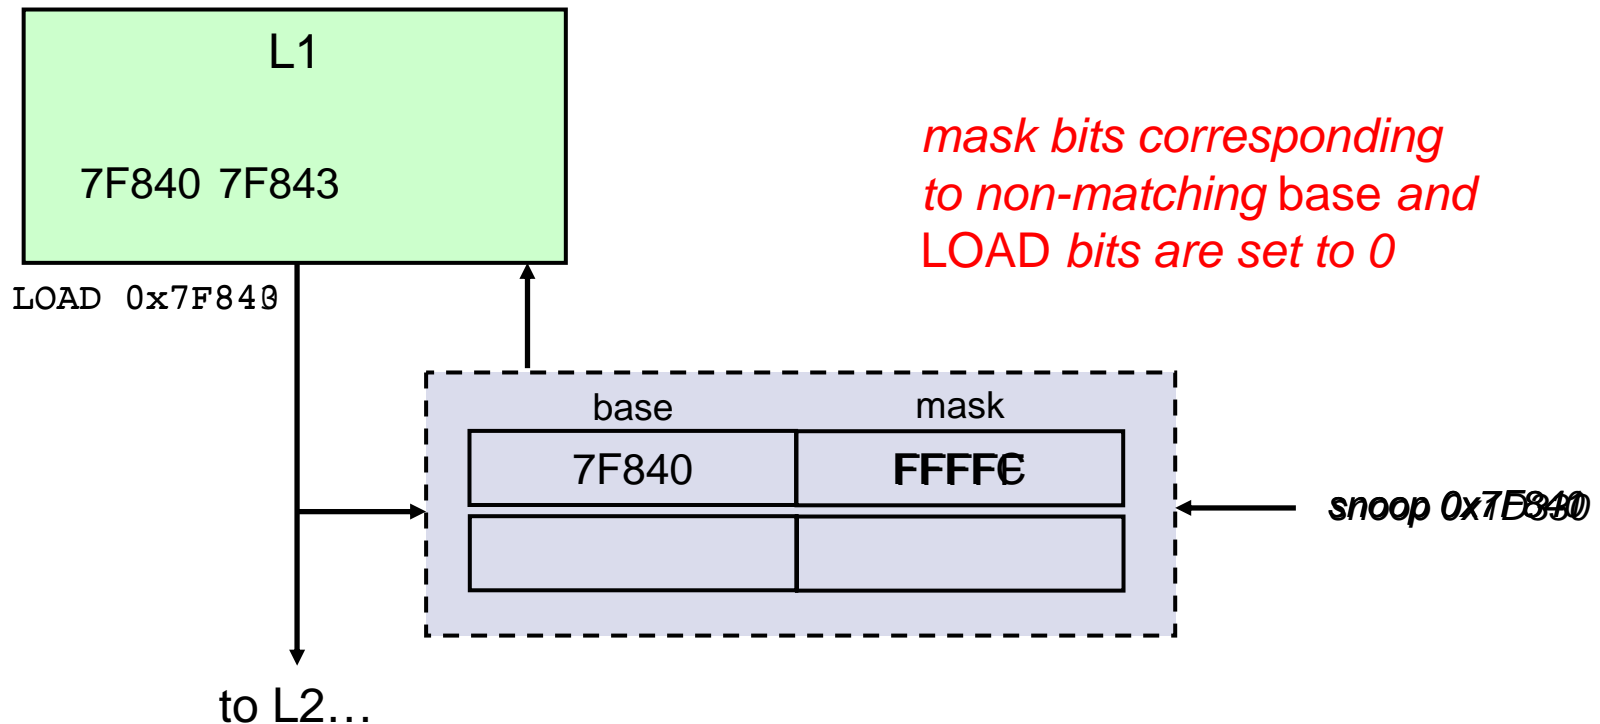 L1
7F840 7F843
mask bits corresponding
to non-matching base and
LOAD bits are set to 0
LOAD
base mask
7F840
snoop
to L2...